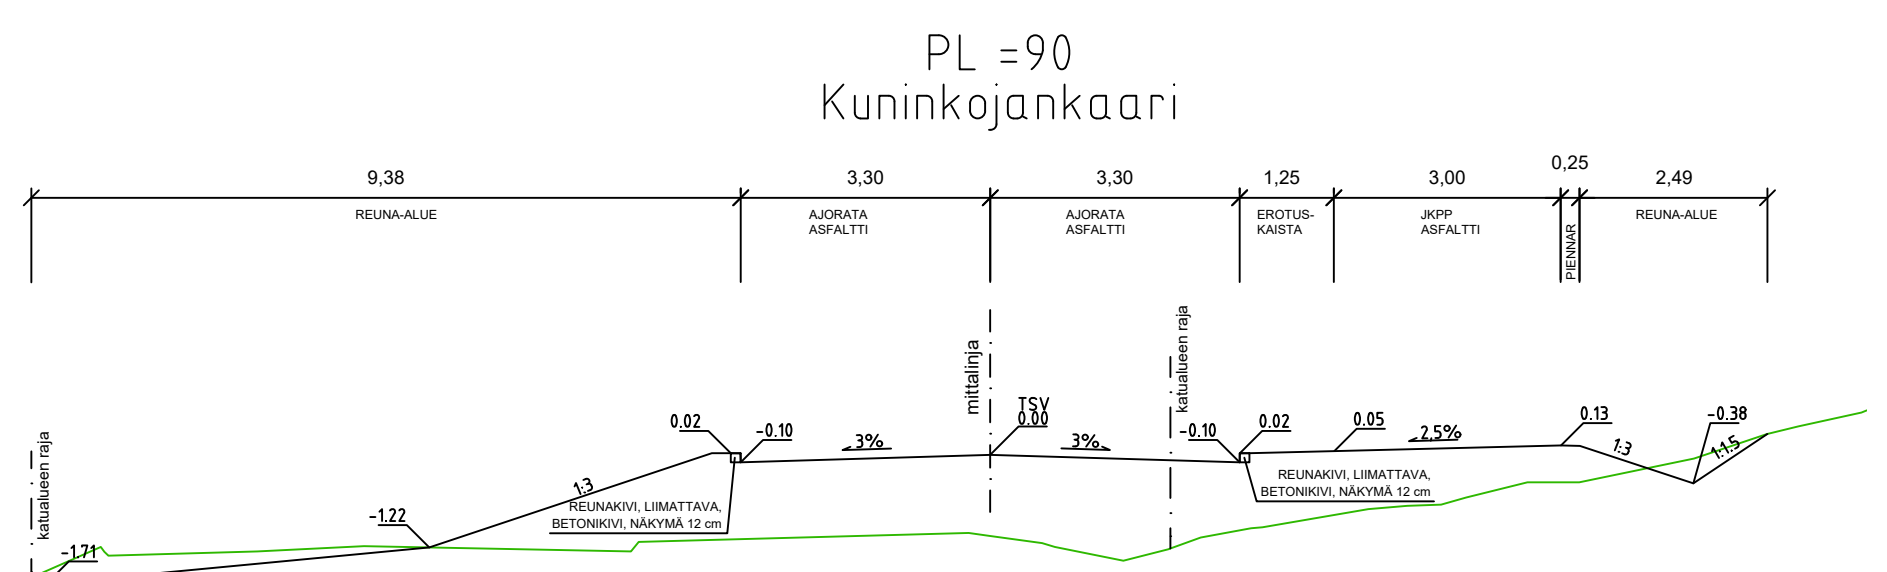 PL =90
Kuninkojankaari
9,38
3,30
3,30
1,25
3,00
0,25
2,49
REUNA-ALUE
AJORATA
ASFALTTI
AJORATA
ASFALTTI
EROTUS-
KAISTA
JKPP
ASFALTTI
PIENNAR
REUNA-ALUE
katualueen raja
-1.71
-1.22
1:3
0.02
-0.10
3%
mittalinja
TSV
0.00
3%
katualueen raja
-0.10
0.02
0.05
2,5%
0.13
1:3
-0.38
1:1.5
REUNAKIVI, LIIMATTAVA,
BETONIKIVI, NÄKYMÄ 12 cm
REUNAKIVI, LIIMATTAVA,
BETONIKIVI, NÄKYMÄ 12 cm